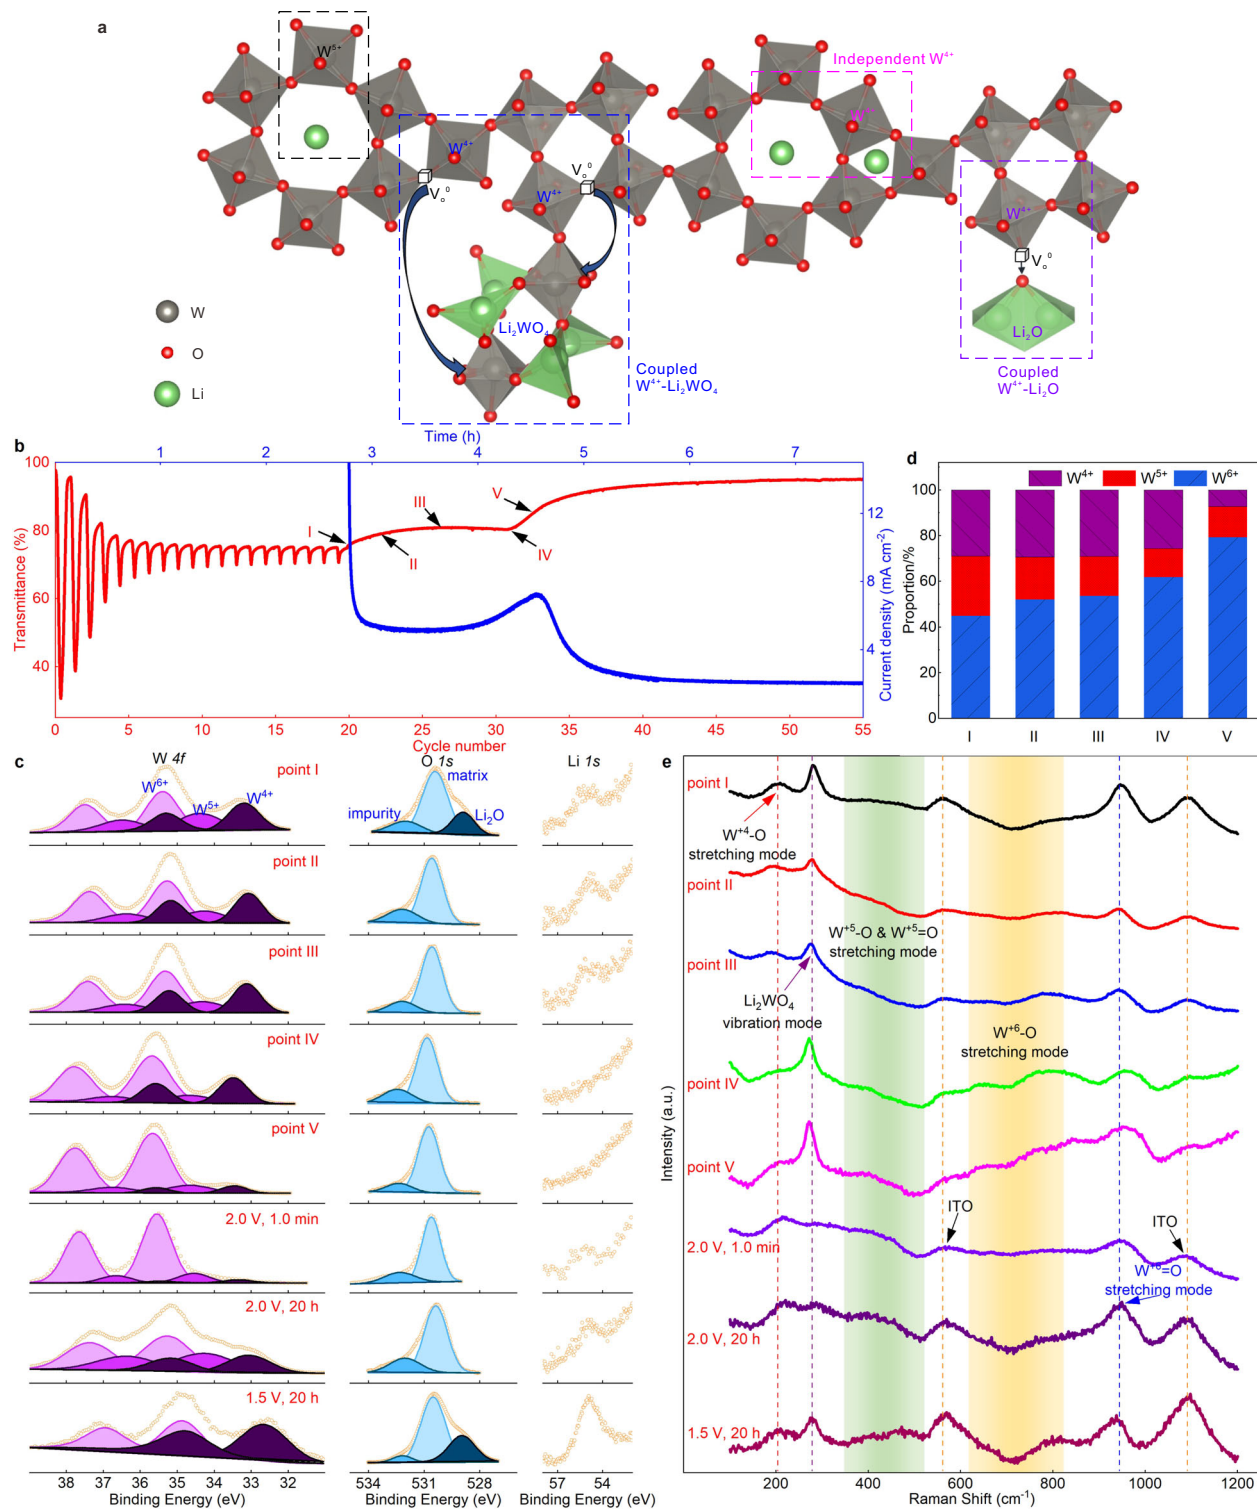 a
W5+
Independent W4+
W4+
W4+
Vo0
Vo0
W4+
W4+
Vo0
Li2WO4
Li2O
W
O
Li
Coupled
W4+-Li2WO4
Coupled
W4+-Li2O
b
Time (h)
1 2 3 4 5 6 7
100
80
60
40
Transmittance (%)
I
II
III
IV
V
12
8
4
Current density (mA cm-2)
0 5 10 15 20 25 30 35 40 45 50 55
Cycle number
d
W4+ W5+ W6+
100
80
60
40
20
0
Proportion/%
I II III IV V
c
W 4f
O 1s
Li 1s
point I
W6+
W5+
W4+
matrix
impurity
Li2O
point II
point III
point IV
point V
2.0 V, 1.0 min
2.0 V, 20 h
1.5 V, 20 h
38 37 36 35 34 33 32
Binding Energy (eV)
534 531 528
Binding Energy (eV)
57 54
Binding Energy (eV)
e
point I
W+4-O
stretching mode
point II
W+5-O & W+5=O
stretching mode
point III
Li2WO4
vibration mode
W+6-O
stretching mode
point IV
point V
ITO
ITO
2.0 V, 1.0 min
W+6=O
stretching mode
2.0 V, 20 h
1.5 V, 20 h
Intensity (a.u.)
200 400 600 800 1000 1200
Raman Shift (cm-1)